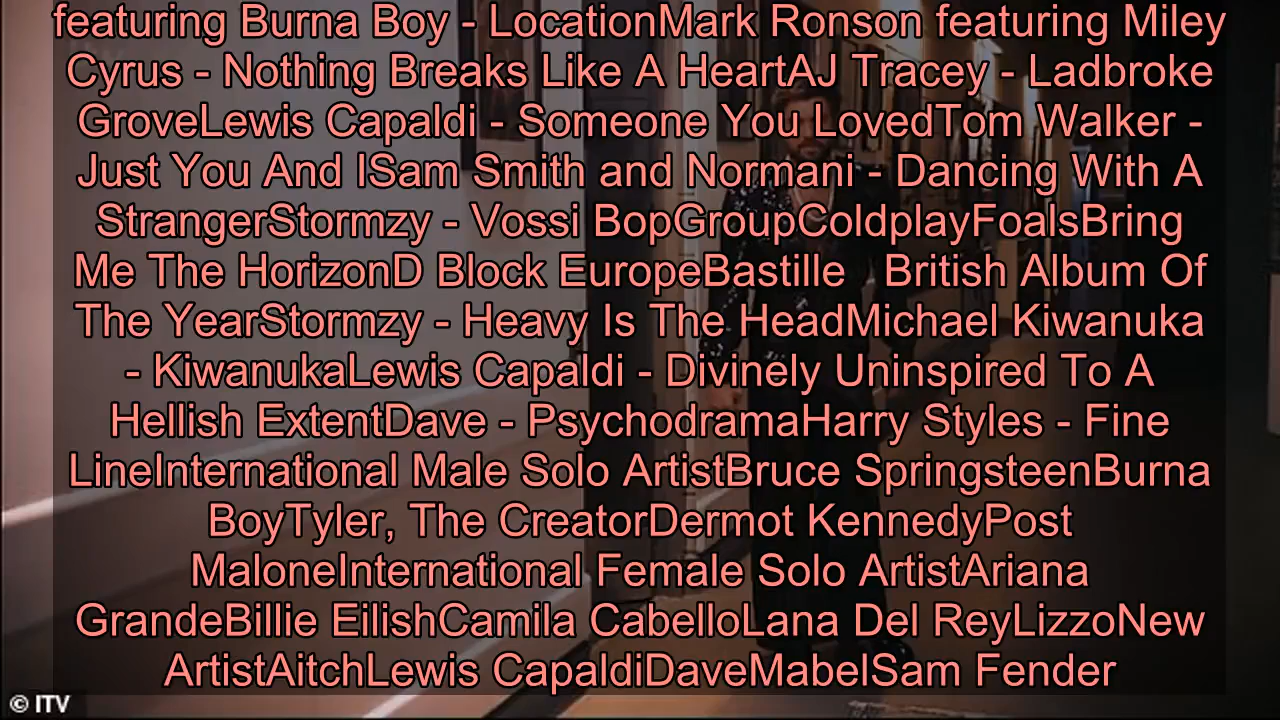 featuring Burna Boy - LocationMark Ronson featuring Miley
Cyrus - Nothing Breaks Like A HeartAJ Tracey - Ladbroke
GroveLewis Capaldi - Someone You LovedTom Walker -
Just You And ISam Smith and Normani - Dancing With A
StrangerStormzy - Vossi BopGroupColdplayFoalsBring
Me The HorizonD Block EuropeBastille   British Album Of
The YearStormzy - Heavy Is The HeadMichael Kiwanuka
- KiwanukaLewis Capaldi - Divinely Uninspired To A
Hellish ExtentDave - PsychodramaHarry Styles - Fine
LineInternational Male Solo ArtistBruce SpringsteenBurna
BoyTyler, The CreatorDermot KennedyPost
MaloneInternational Female Solo ArtistAriana
GrandeBillie EilishCamila CabelloLana Del ReyLizzoNew
ArtistAitchLewis CapaldiDaveMabelSam Fender
© ITV